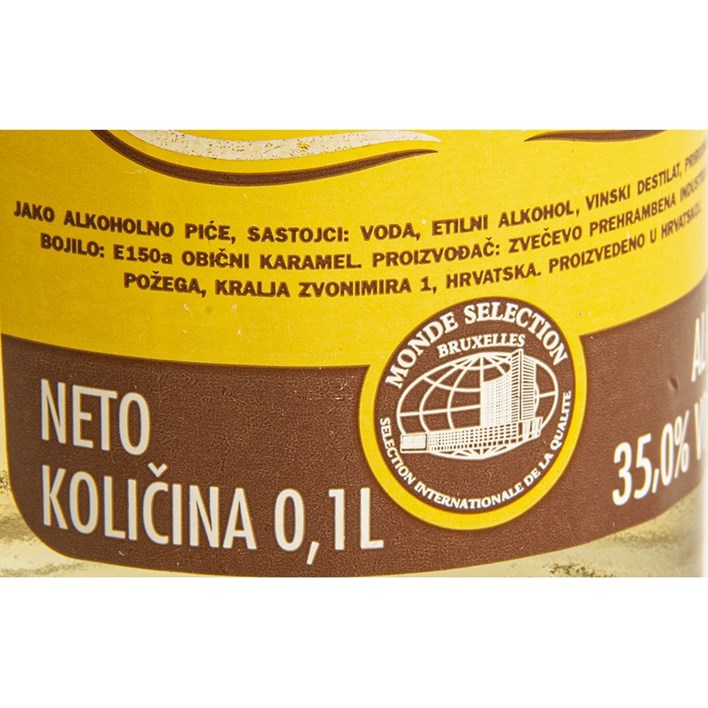 JAKO ALKOHOLNO PIĆE, SASTOJCI: VODA, ETILNI ALKOHOL, VINSKI DESTILAT,
BOJILO: E150a OBIČNI KARAMEL. PROIZVOĐAČ: ZVEČEVO PREHRAMBENA
POŽEGA, KRALJA ZVONIMIRA 1, HRVATSKA. PROIZVEDENO U HRVATSKOJ.
MONDE SELECTION
BRUXELLES
SELECTION INTERNATIONALE DE LA QUALITE
NETO
KOLIČINA 0,1L
35,0%